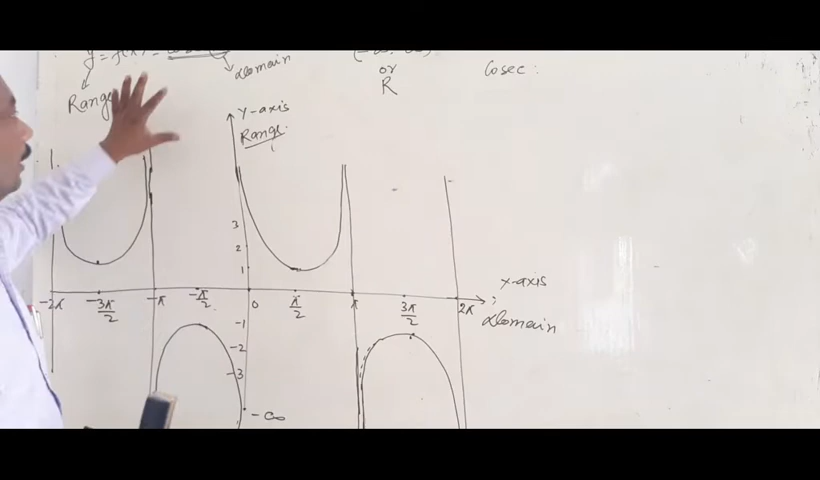 y = f(x) =
Domain
Range
(-∞, ∞)
or
R
Cosec :
Y-axis
Range
3
2
1
-2π -3π/2 -π -π/2 0 π/2 π 3π/2 2π
x-axis
Domain
-1
-2
-3
-∞